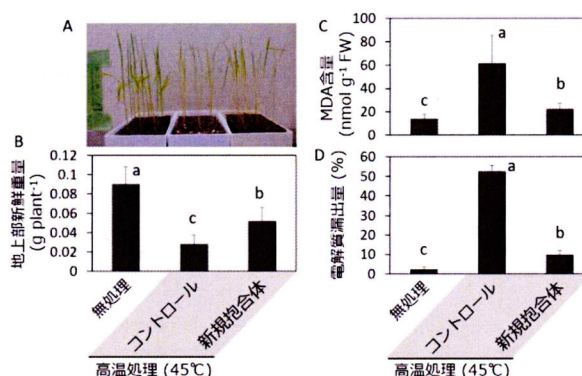 A
B
地上部新鮮重量
(g plant-1)
0.12
0.1
0.08
0.06
0.04
0.02
0
a
c
b
無処理
コントロール
新規抱合体
高温処理 (45℃)
C
MDA含量
(nmol g-1 FW)
100
80
60
40
20
0
c
a
b
D
電解質漏出量 (%)
60
50
40
30
20
10
0
c
a
b
無処理
コントロール
新規抱合体
高温処理 (45℃)